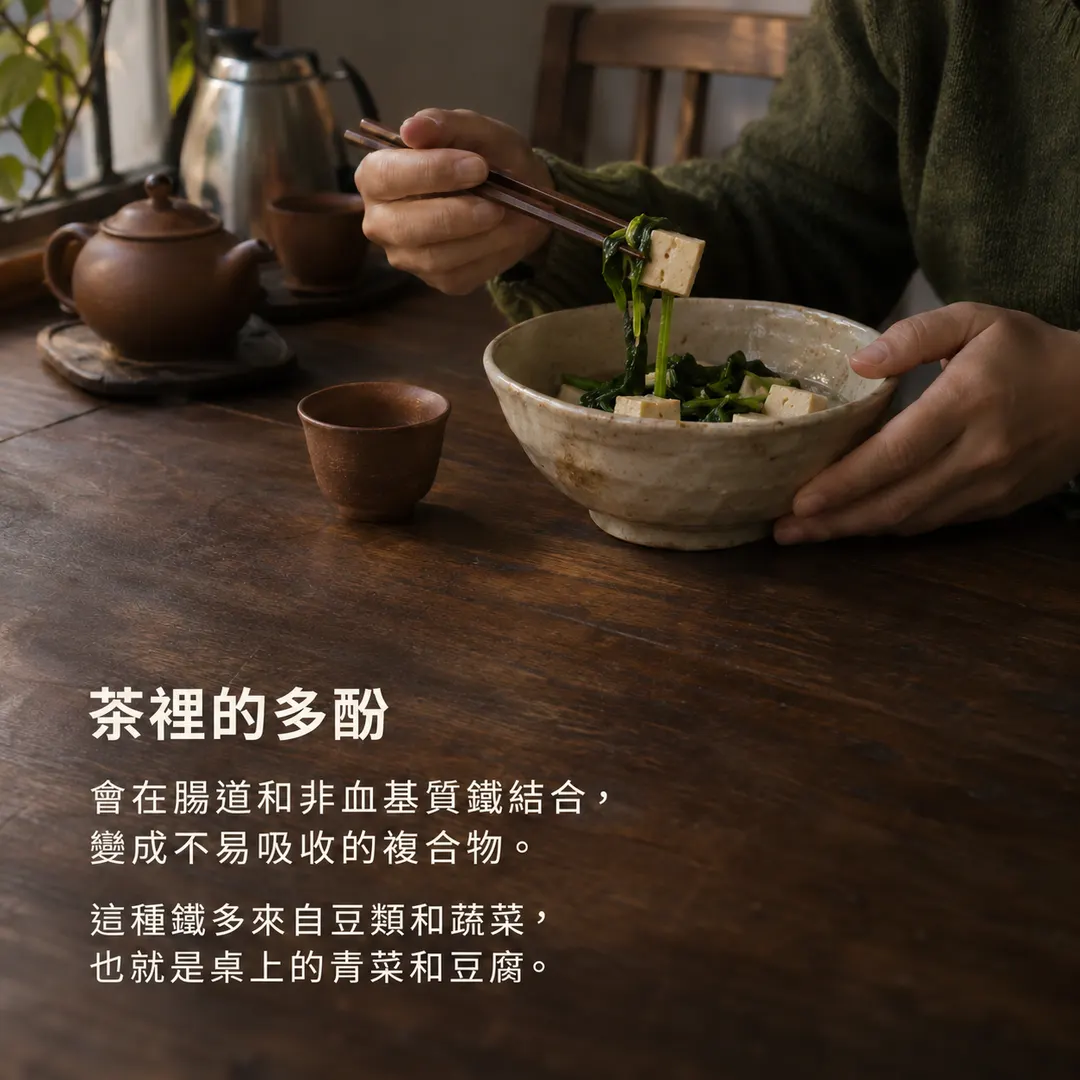 茶裡的多酚
會在腸道和非血基質鐵結合，
變成不易吸收的複合物。
這種鐵多來自豆類和蔬菜，
也就是桌上的青菜和豆腐。